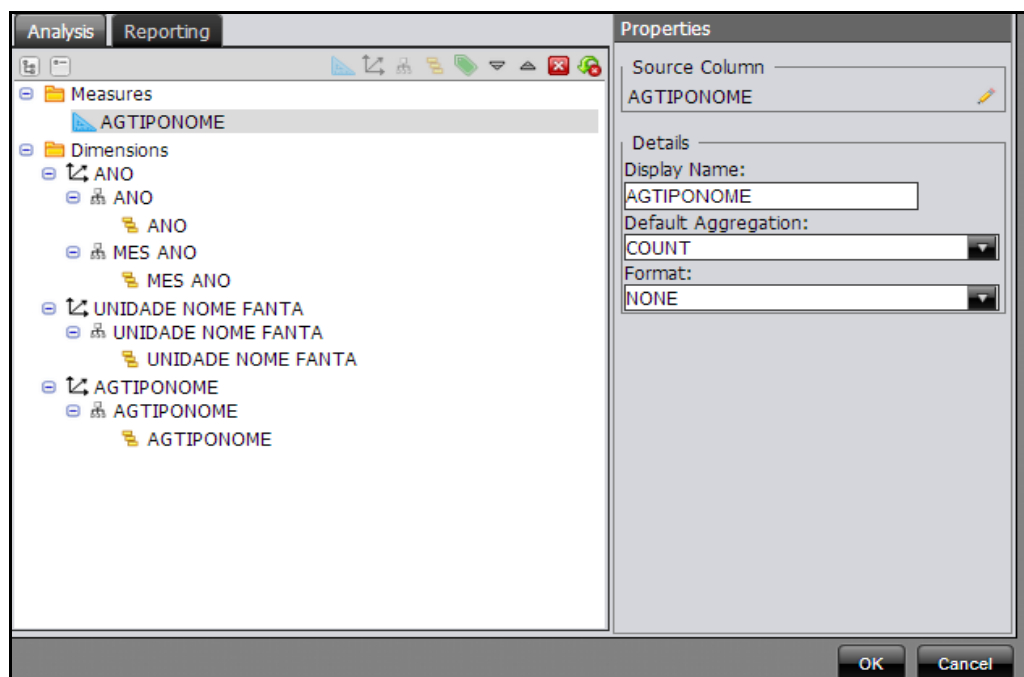 Analysis Reporting
Measures
AGTIPONOME
Dimensions
ANO
ANO
ANO
MES ANO
MES ANO
UNIDADE NOME FANTA
UNIDADE NOME FANTA
UNIDADE NOME FANTA
AGTIPONOME
AGTIPONOME
AGTIPONOME
Properties
Source Column
AGTIPONOME
Details
Display Name:
AGTIPONOME
Default Aggregation:
COUNT
Format:
NONE
OK Cancel